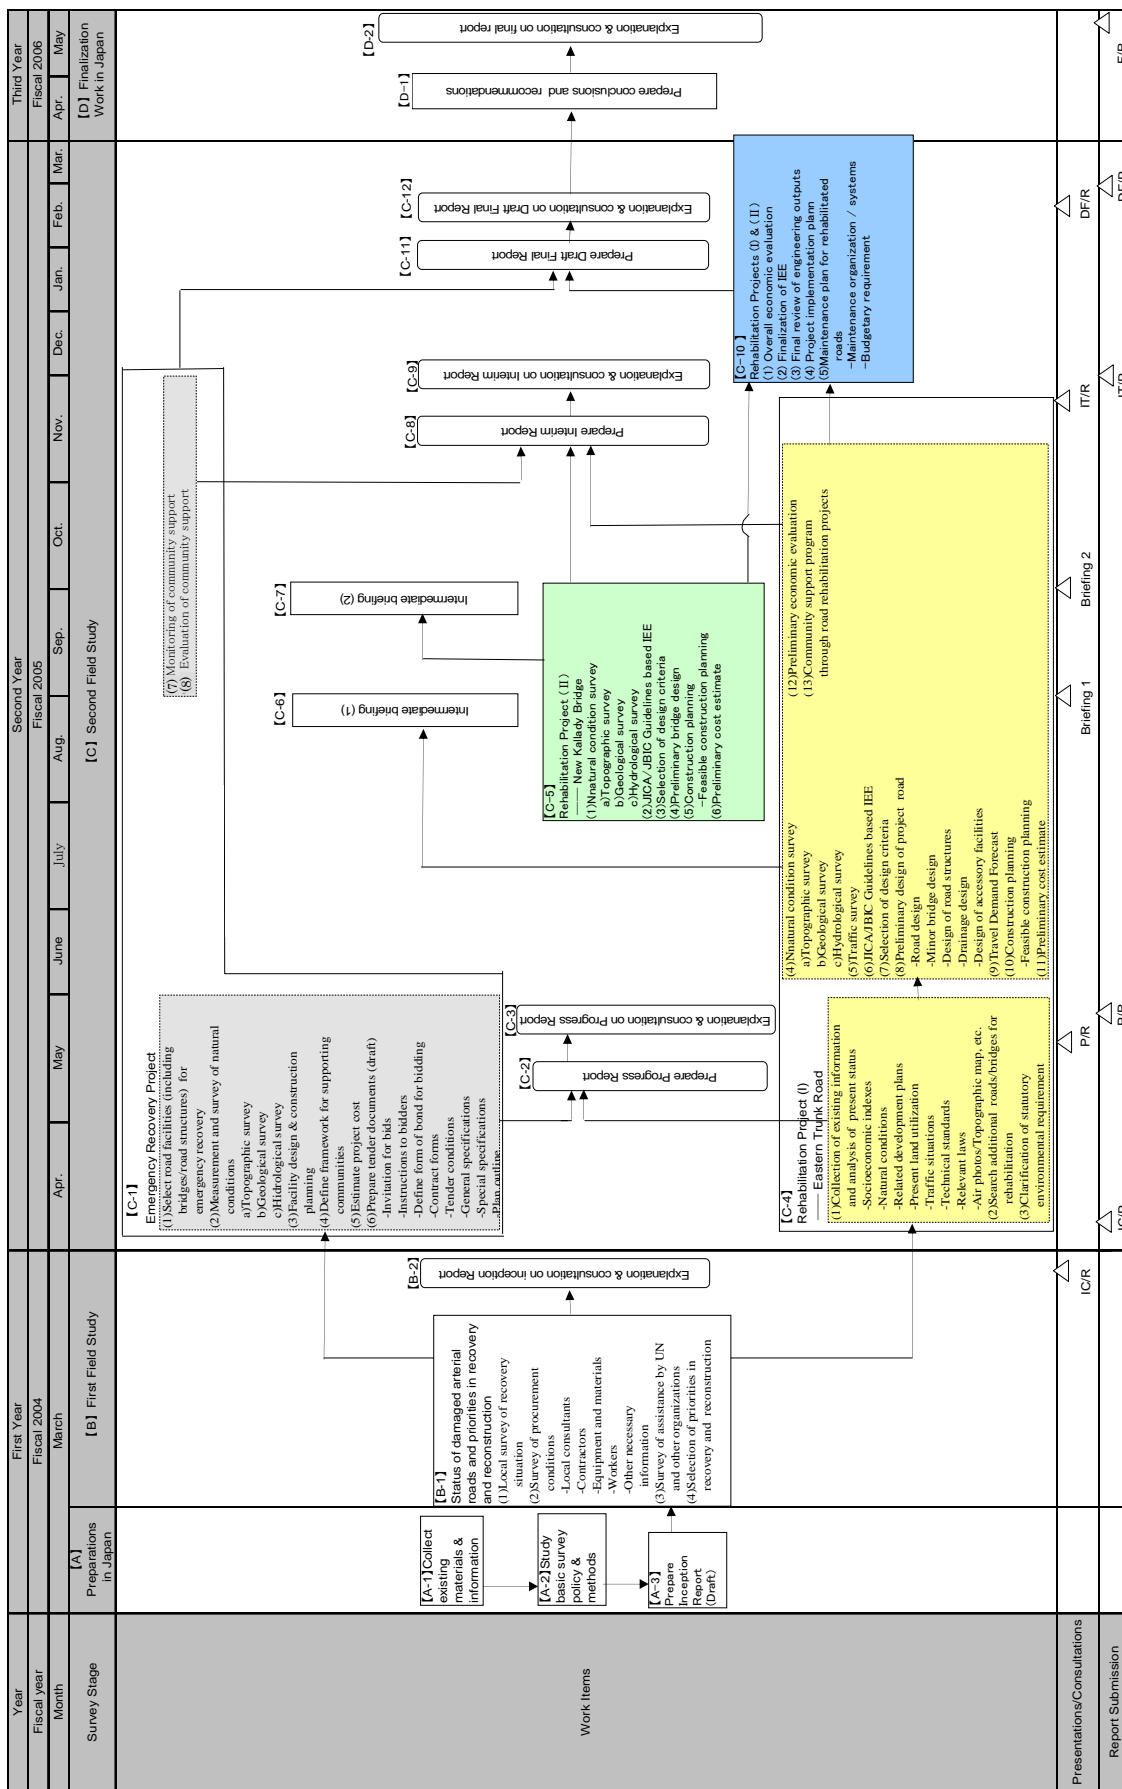 Year
First Year
Second Year
Third Year
Fiscal year
Fiscal 2004
Fiscal 2005
Fiscal 2006
Month
March
Apr.
May
June
July
Aug.
Sep.
Oct.
Nov.
Dec.
Jan.
Feb.
Mar.
Apr.
May
Survey Stage
【A】
Preparations
in Japan
【B】 First Field Study
【C】 Second Field Study
【D】 Finalization
Work in Japan
Work Items
【A-1】Collect
existing
materials &
information
【A-2】Study
basic survey
policy &
methods
【A-3】
Prepare
Inception
Report
(Draft)
【B-1】
Status of damaged arterial
roads and priorities in recovery
and reconstruction
(1)Local survey of recovery
situation
(2)Survey of procurement
conditions
-Local consultants
-Contractors
-Equipment and materials
-Workers
-Other necessary
information
(3)Survey of assistance by UN
and other organizations
(4)Selection of priorities in
recovery and reconstruction
【B-2】
Explanation & consultation on inception Report
【C-1】
Emergency Recovery Project
(1)Select road facilities (including
bridges/road structures) for
emergency recovery
(2)Measurement and survey of natural
conditions
a)Topographic survey
b)Geological survey
c)Hidrological survey
(3)Facility design & construction
planning
(4)Define framework for supporting
communities
(5)Estimate project cost
(6)Prepare tender documents (draft)
-Invitation for bids
-Instructions to bidders
-Define form of bond for bidding
-Contract forms
-Tender conditions
-General specifications
-Special specifications
-Plan outline
(7) Monitoring of community support
(8) Evaluation of community support
【C-2】
Prepare Progress Report
【C-3】
Explanation & consultation on Progress Report
【C-4】
Rehabilitation Project (I)
—— Eastern Trunk Road
(1)Collection of existing information
and analysis of present status
-Socioeconomic indexes
-Natural conditions
-Related development plans
-Present land utilization
-Traffic situations
-Technical standards
-Relevant laws
-Air photos/Topographic map, etc.
(2)Search additional roads/bridges for
rehabilitation
(3)Clarification of statutory
environmental requirement
(4)Nnatural condition survey
a)Topographic survey
b)Geological survey
c)Hydrological survey
(5)Traffic survey
(6)JICA/JBIC Guidelines based IEE
(7)Selection of design criteria
(8)Preliminary design of project road
-Road design
-Minor bridge design
-Design of road structures
-Drainage design
-Design of accessory facilities
(9)Travel Demand Forecast
(10)Construction planning
-Feasible construction planning
(11)Preliminary cost estimate
(12)Preliminary economic evaluation
(13)Community support program
through road rehabilitation projects
【C-5】
Rehabilitation Project (II)
—— New Kallady Bridge
(1)Nnatural condition survey
a)Topographic survey
b)Geological survey
c)Hydrological survey
(2)JICA/JBIC Guidelines based IEE
(3)Selection of design criteria
(4)Preliminary bridge design
(5)Construction planning
-Feasible construction planning
(6)Preliminary cost estimate
【C-6】
Intermediate briefing (1)
【C-7】
Intermediate briefing (2)
【C-8】
Prepare Interim Report
【C-9】
Explanation & consultation on Interim Report
【C-10】
Rehabilitation Projects (I) & (II)
(1) Overall economic evaluation
(2) Finalization of IEE
(3) Final review of engineering outputs
(4) Project implementation plann
(5)Maintenance plan for rehabilitated
roads
-Maintenance organization / systems
-Budgetary requirement
【C-11】
Prepare Draft Final Report
【C-12】
Explanation & consultation on Draft Final Report
【D-1】
Prepare conclusions and recommendations
【D-2】
Explanation & consultation on final report
Presentations/Consultations
IC/R
P/R
Briefing 1
Briefing 2
IT/R
DF/R
Report Submission
IC/R
P/R
IT/R
DF/R
F/R